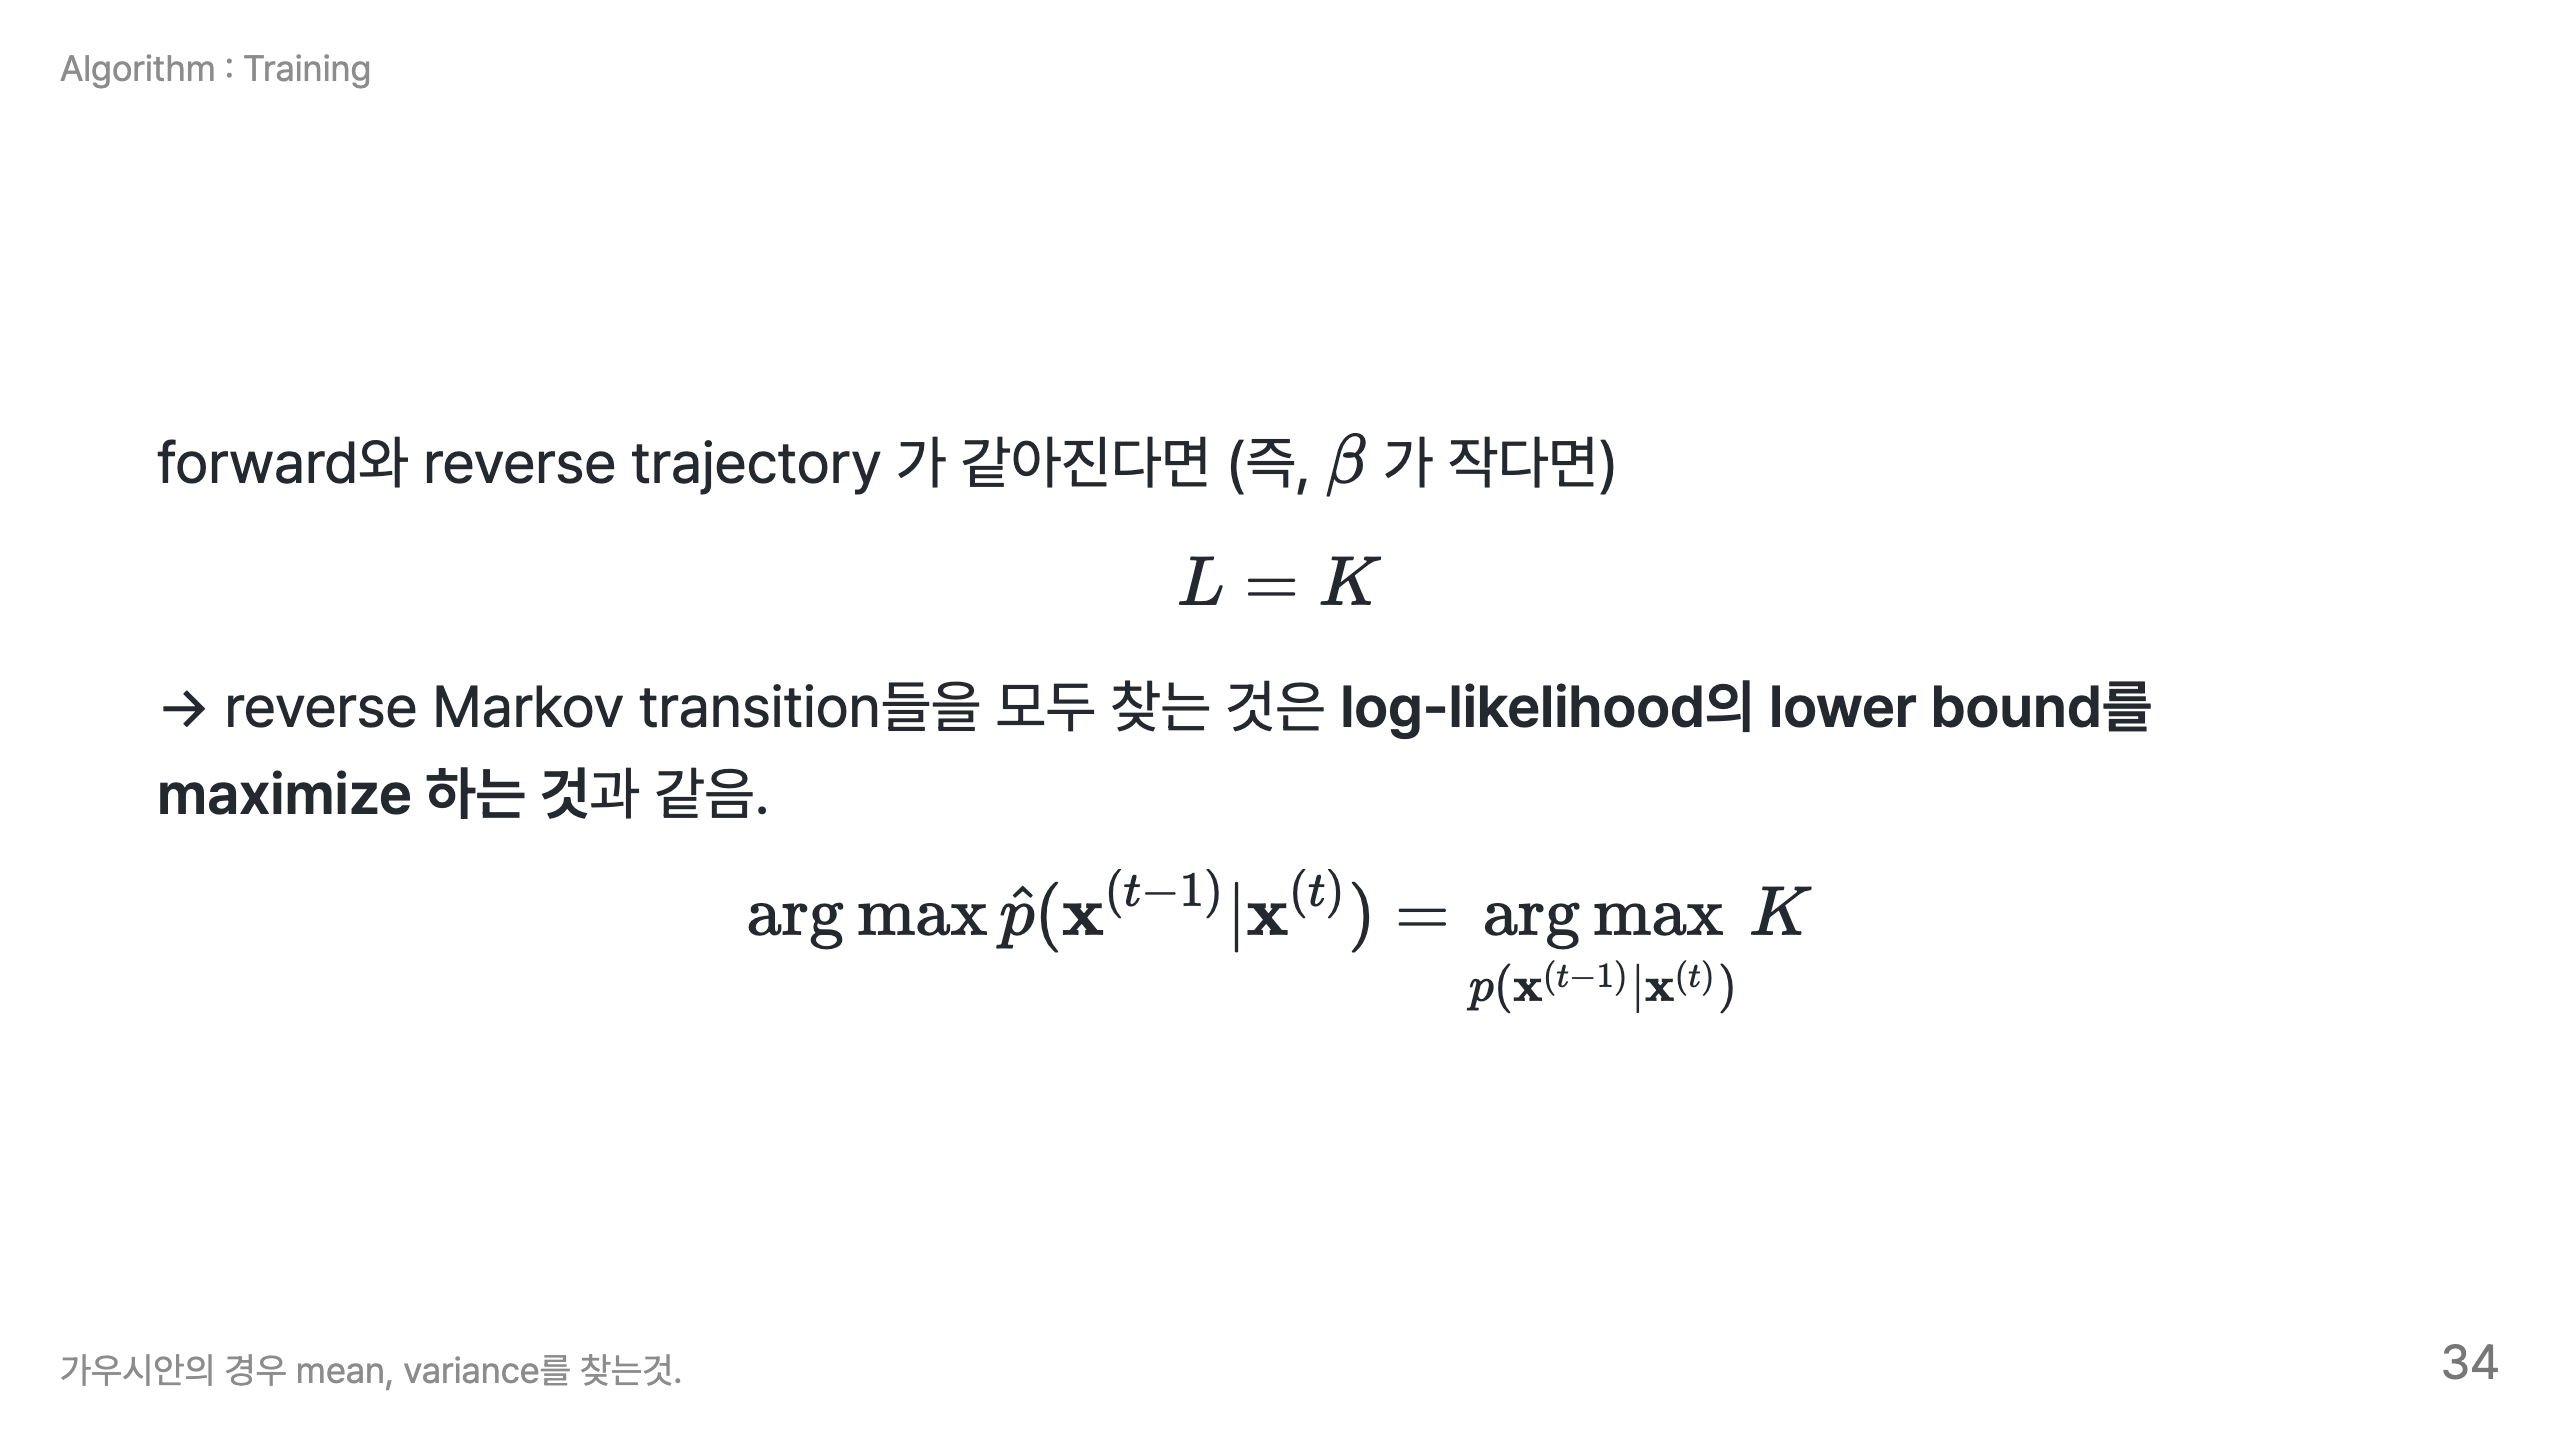 Algorithm : Training
forward와 reverse trajectory 가 같아진다면 (즉, β 가 작다면)
L = K
→ reverse Markov transition들을 모두 찾는 것은 log-likelihood의 lower bound를
maximize 하는 것과 같음.
arg max p̂(x^(t−1)|x^(t)) = arg max K
p(x^(t−1)|x^(t))
가우시안의 경우 mean, variance를 찾는것.
34